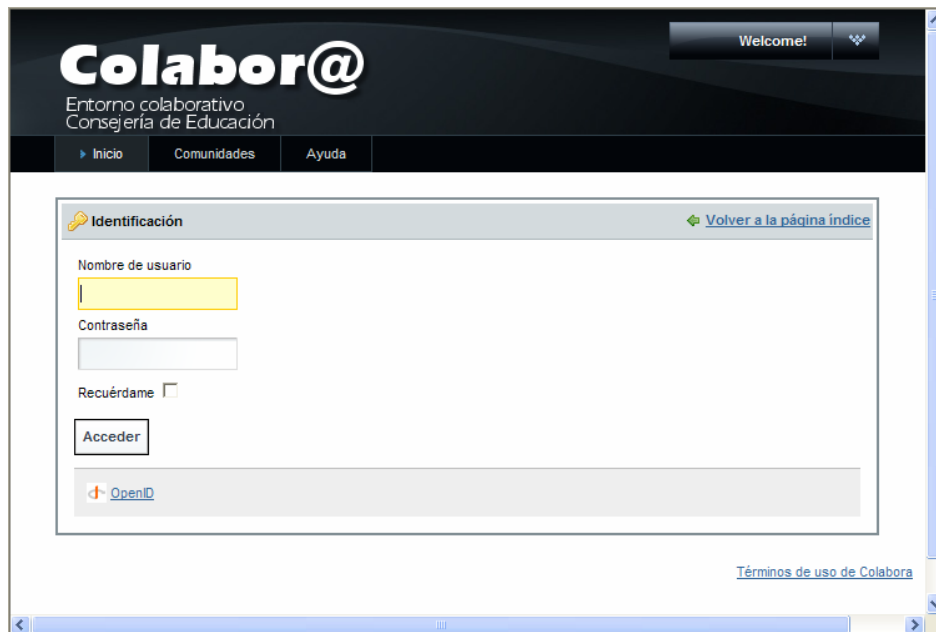 Welcome!
Colabor@
Entorno colaborativo
Consejería de Educación
Inicio Comunidades Ayuda
Identificación Volver a la página índice
Nombre de usuario
Contraseña
Recuérdame
Acceder
OpenID
Términos de uso de Colabora